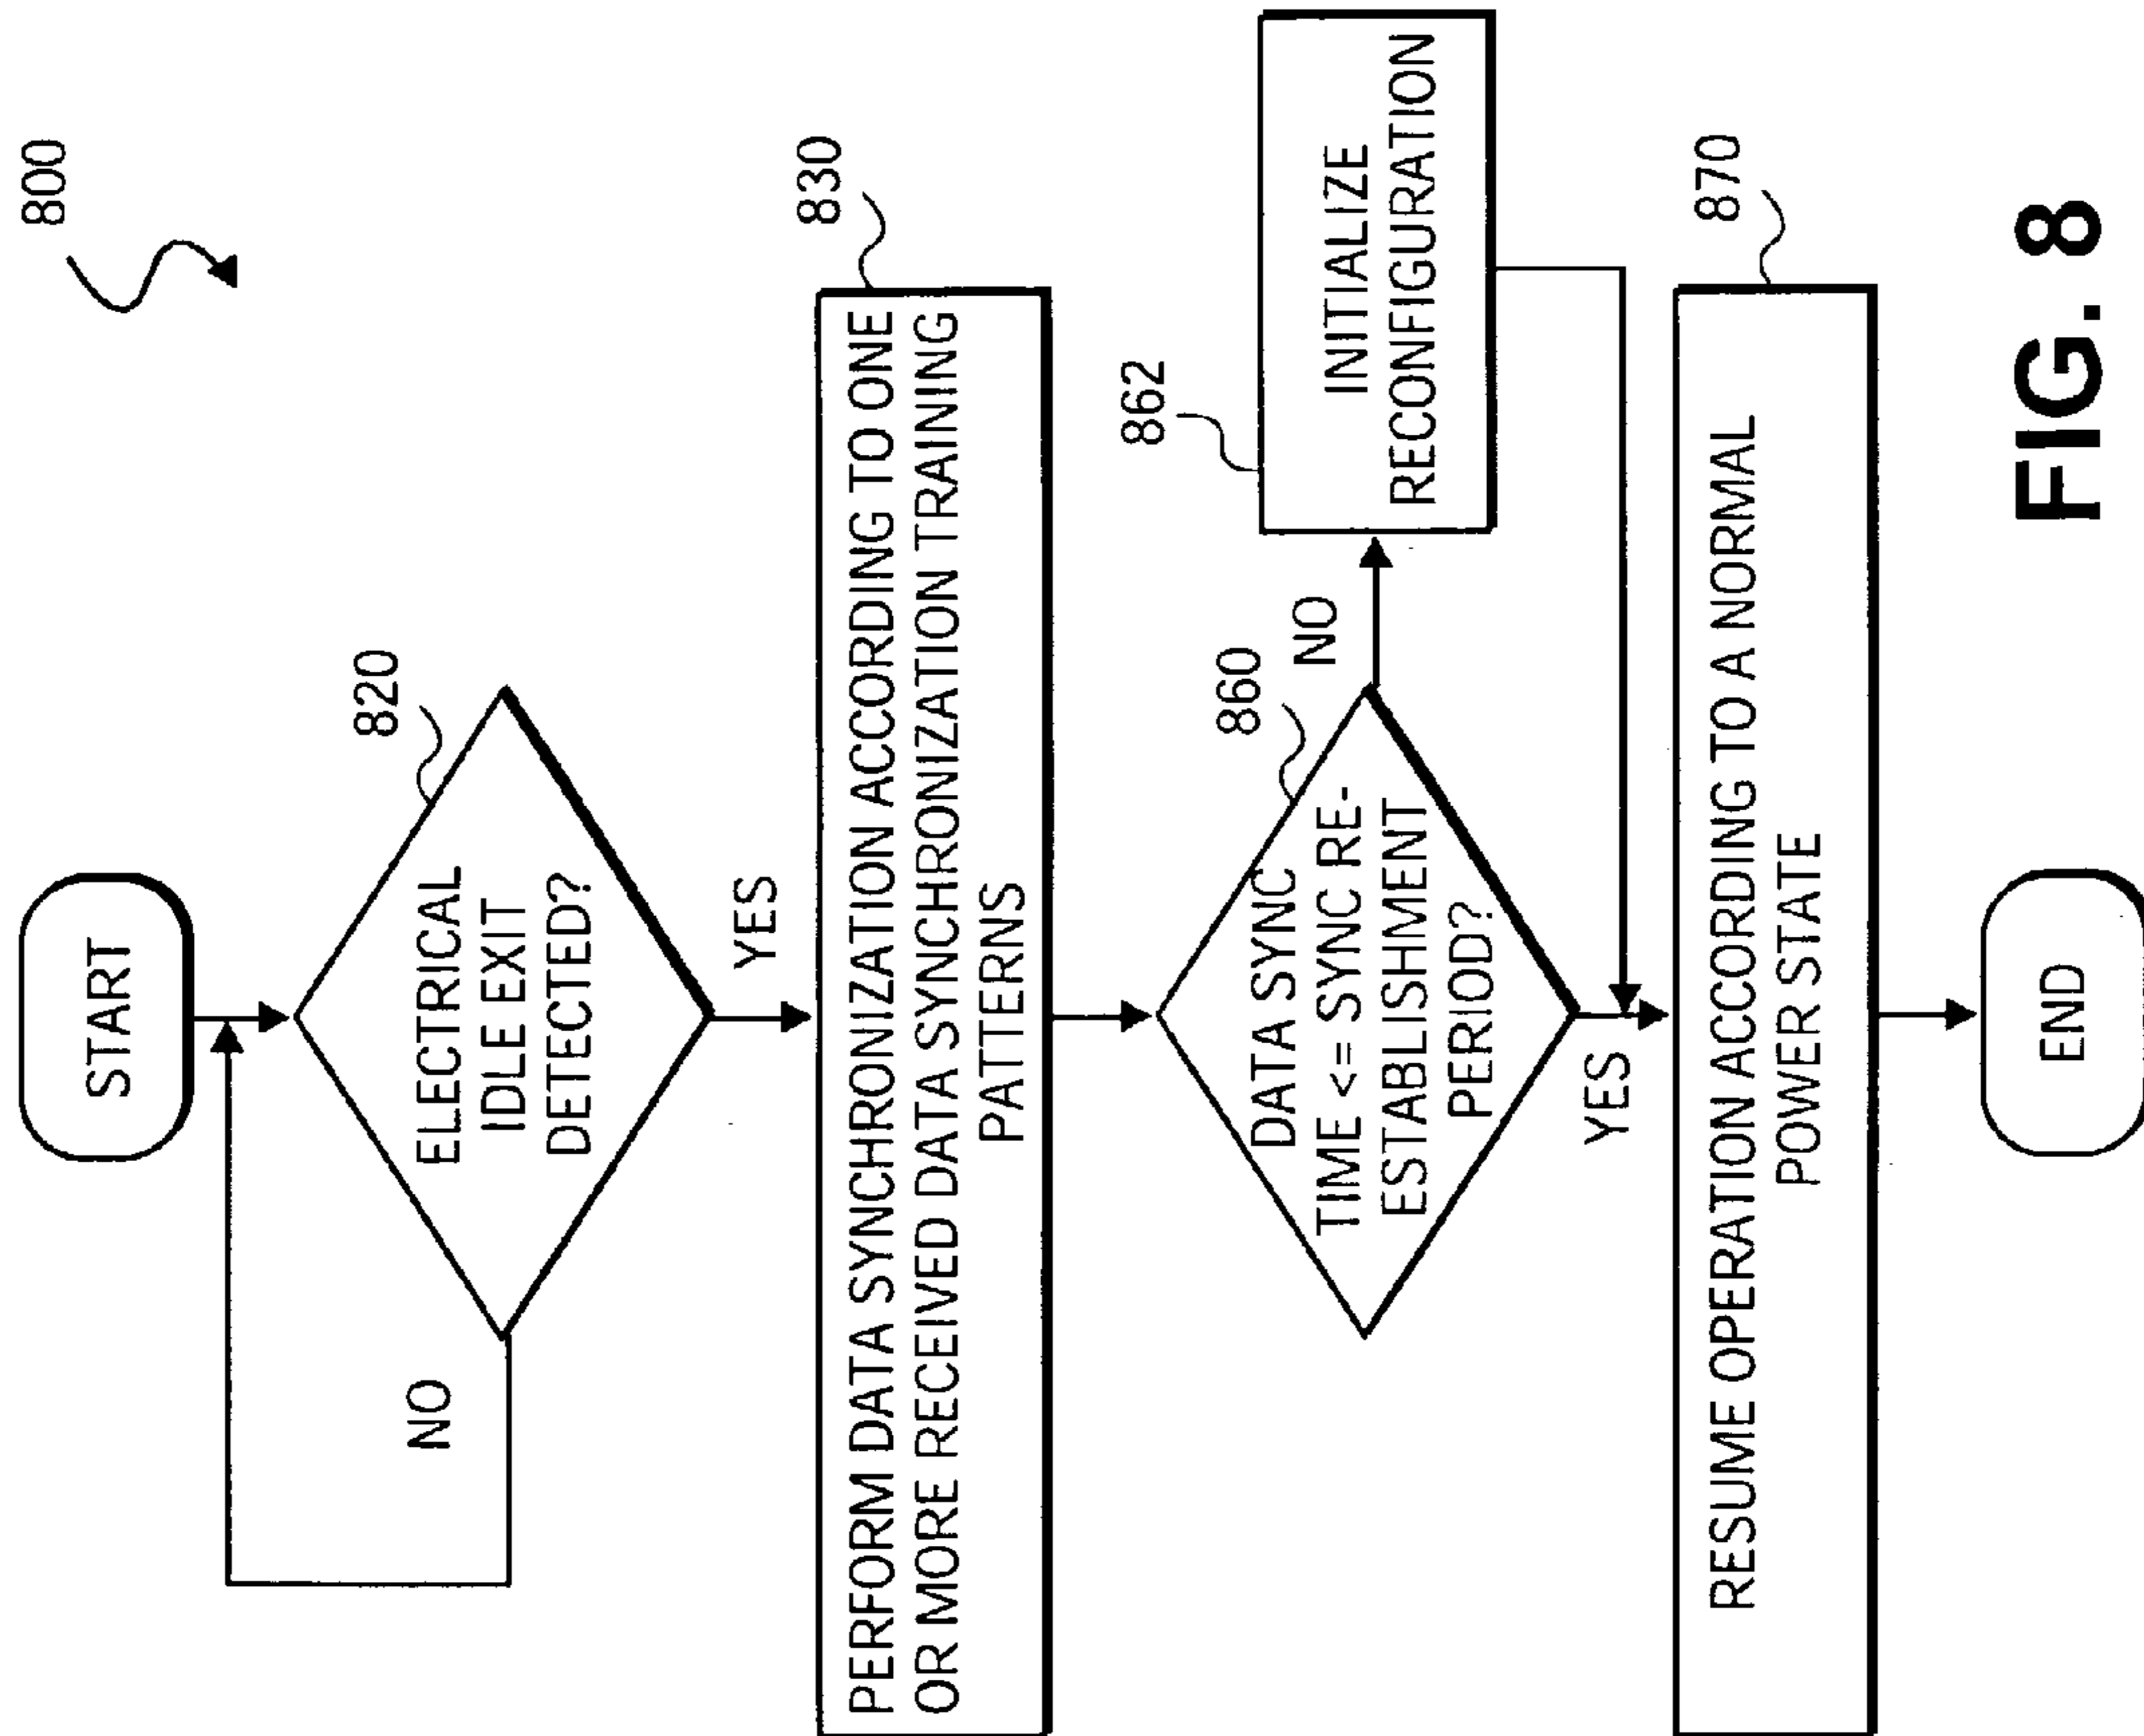 800
START
820
ELECTRICAL
IDLE EXIT
DETECTED?
NO
YES
830
PERFORM DATA SYNCHRONIZATION ACCORDING TO ONE
OR MORE RECEIVED DATA SYNCHRONIZATION TRAINING
PATTERNS
860
DATA SYNC
TIME <= SYNC RE-
ESTABLISHMENT
PERIOD?
NO
862
INITIALIZE
RECONFIGURATION
YES
870
RESUME OPERATION ACCORDING TO A NORMAL
POWER STATE
END
FIG. 8